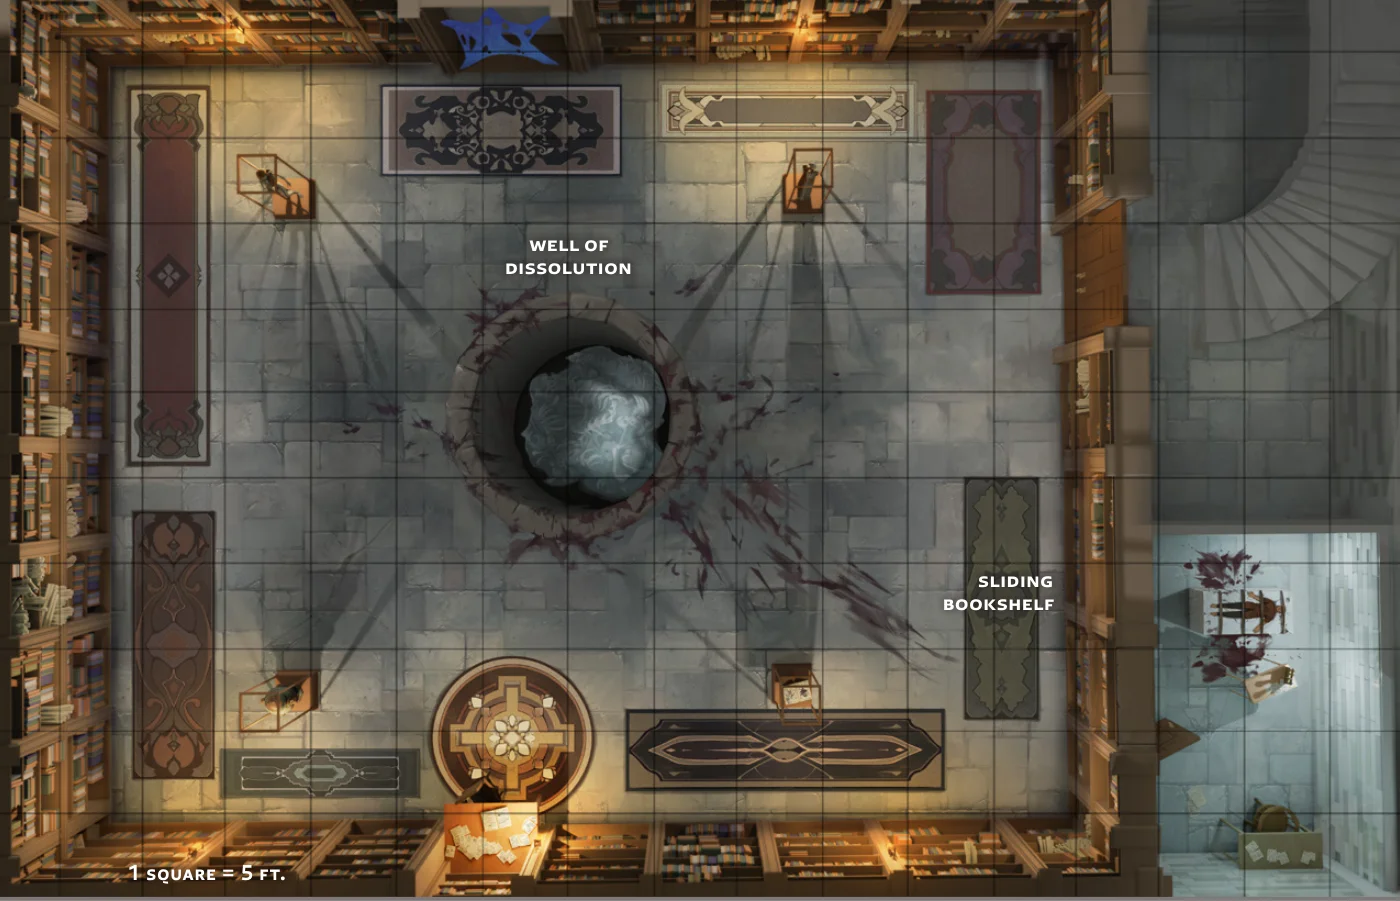 WELL OF
DISSOLUTION
SLIDING
BOOKSHELF
1 SQUARE = 5 FT.